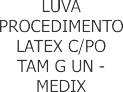 LUVA
PROCEDIMENTO
LATEX C/PO
TAM G UN -
MEDIX